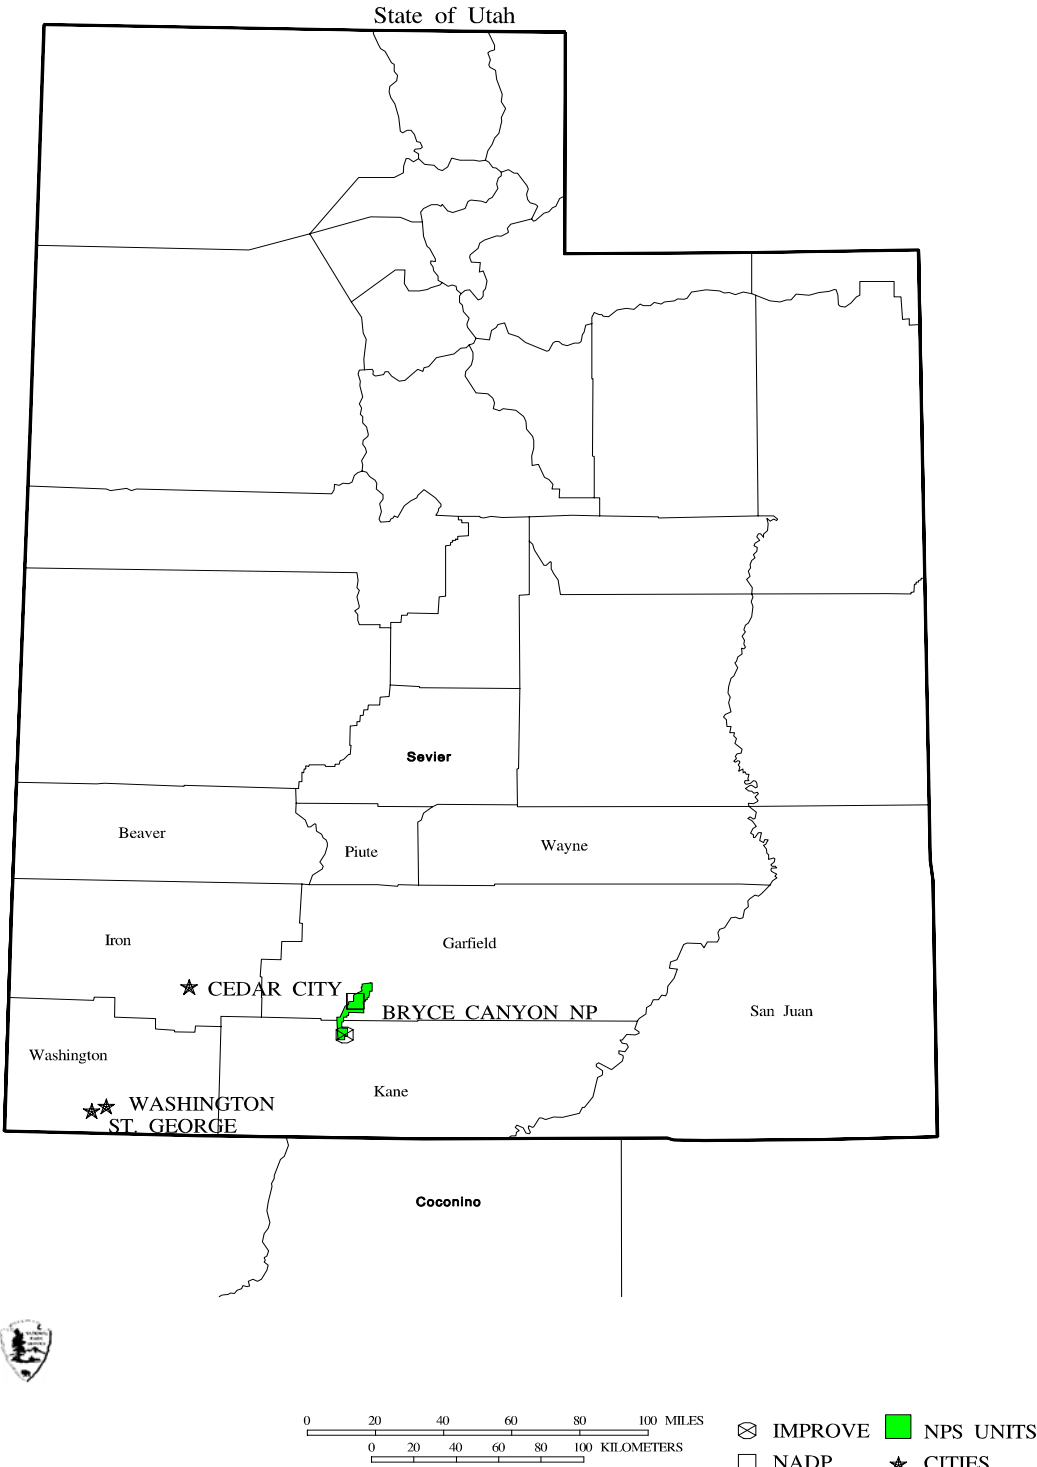 State of Utah
Sevier
Beaver
Piute
Wayne
Iron
Garfield
CEDAR CITY
BRYCE CANYON NP
San Juan
Washington
Kane
WASHINGTON
ST. GEORGE
Coconino
0 20 40 60 80 100 MILES
0 20 40 60 80 100 KILOMETERS
IMPROVE NPS UNITS
NADP CITIES